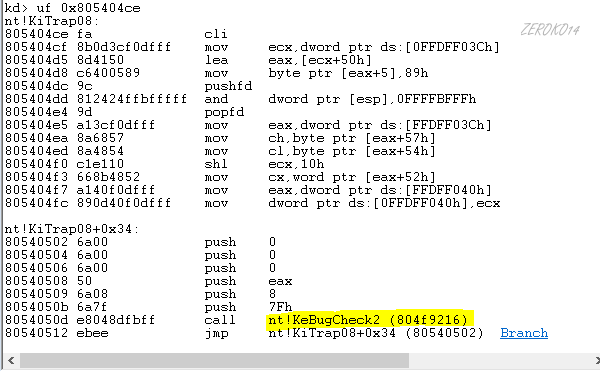 kd> uf 0x805404ce
ZEROKO14
nt!KiTrap08:
805404ce fa cli
805404cf 8b0d3cf0dfff mov ecx,dword ptr ds:[0FFDFF03Ch]
805404d5 8d4150 lea eax,[ecx+50h]
805404d8 c6400589 mov byte ptr [eax+5],89h
805404dc 9c pushfd
805404dd 812424ffbfffff and dword ptr [esp],0FFFFBFFFh
805404e4 9d popfd
805404e5 a13cf0dfff mov eax,dword ptr ds:[FFDFF03Ch]
805404ea 8a6857 mov ch,byte ptr [eax+57h]
805404ed 8a4854 mov cl,byte ptr [eax+54h]
805404f0 c1e110 shl ecx,10h
805404f3 668b4852 mov cx,word ptr [eax+52h]
805404f7 a140f0dfff mov eax,dword ptr ds:[FFDFF040h]
805404fc 890d40f0dfff mov dword ptr ds:[0FFDFF040h],ecx
nt!KiTrap08+0x34:
80540502 6a00 push 0
80540504 6a00 push 0
80540506 6a00 push 0
80540508 50 push eax
80540509 6a08 push 8
8054050b 6a7f push 7Fh
8054050d e8048dfbff call nt!KeBugCheck2 (804f9216)
80540512 ebee jmp nt!KiTrap08+0x34 (80540502) Branch